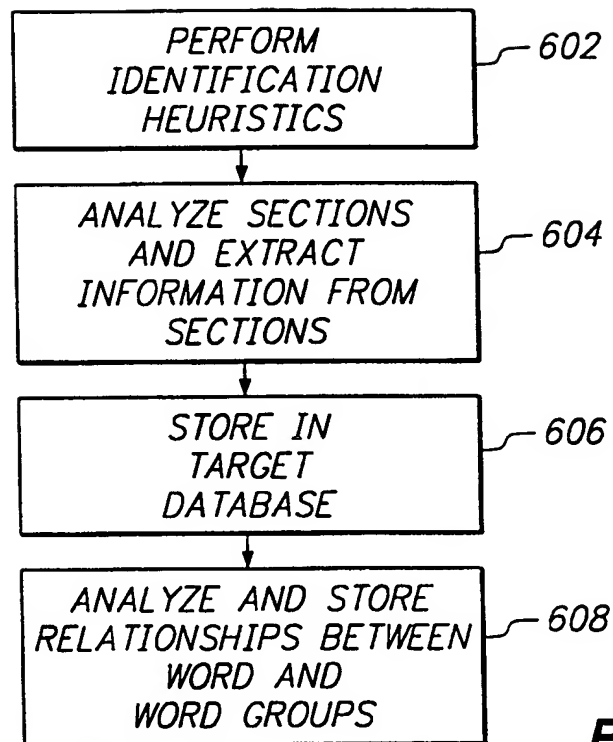 PERFORM
IDENTIFICATION
HEURISTICS
602
ANALYZE SECTIONS
AND EXTRACT
INFORMATION FROM
SECTIONS
604
STORE IN
TARGET
DATABASE
606
ANALYZE AND STORE
RELATIONSHIPS BETWEEN
WORD AND
WORD GROUPS
608